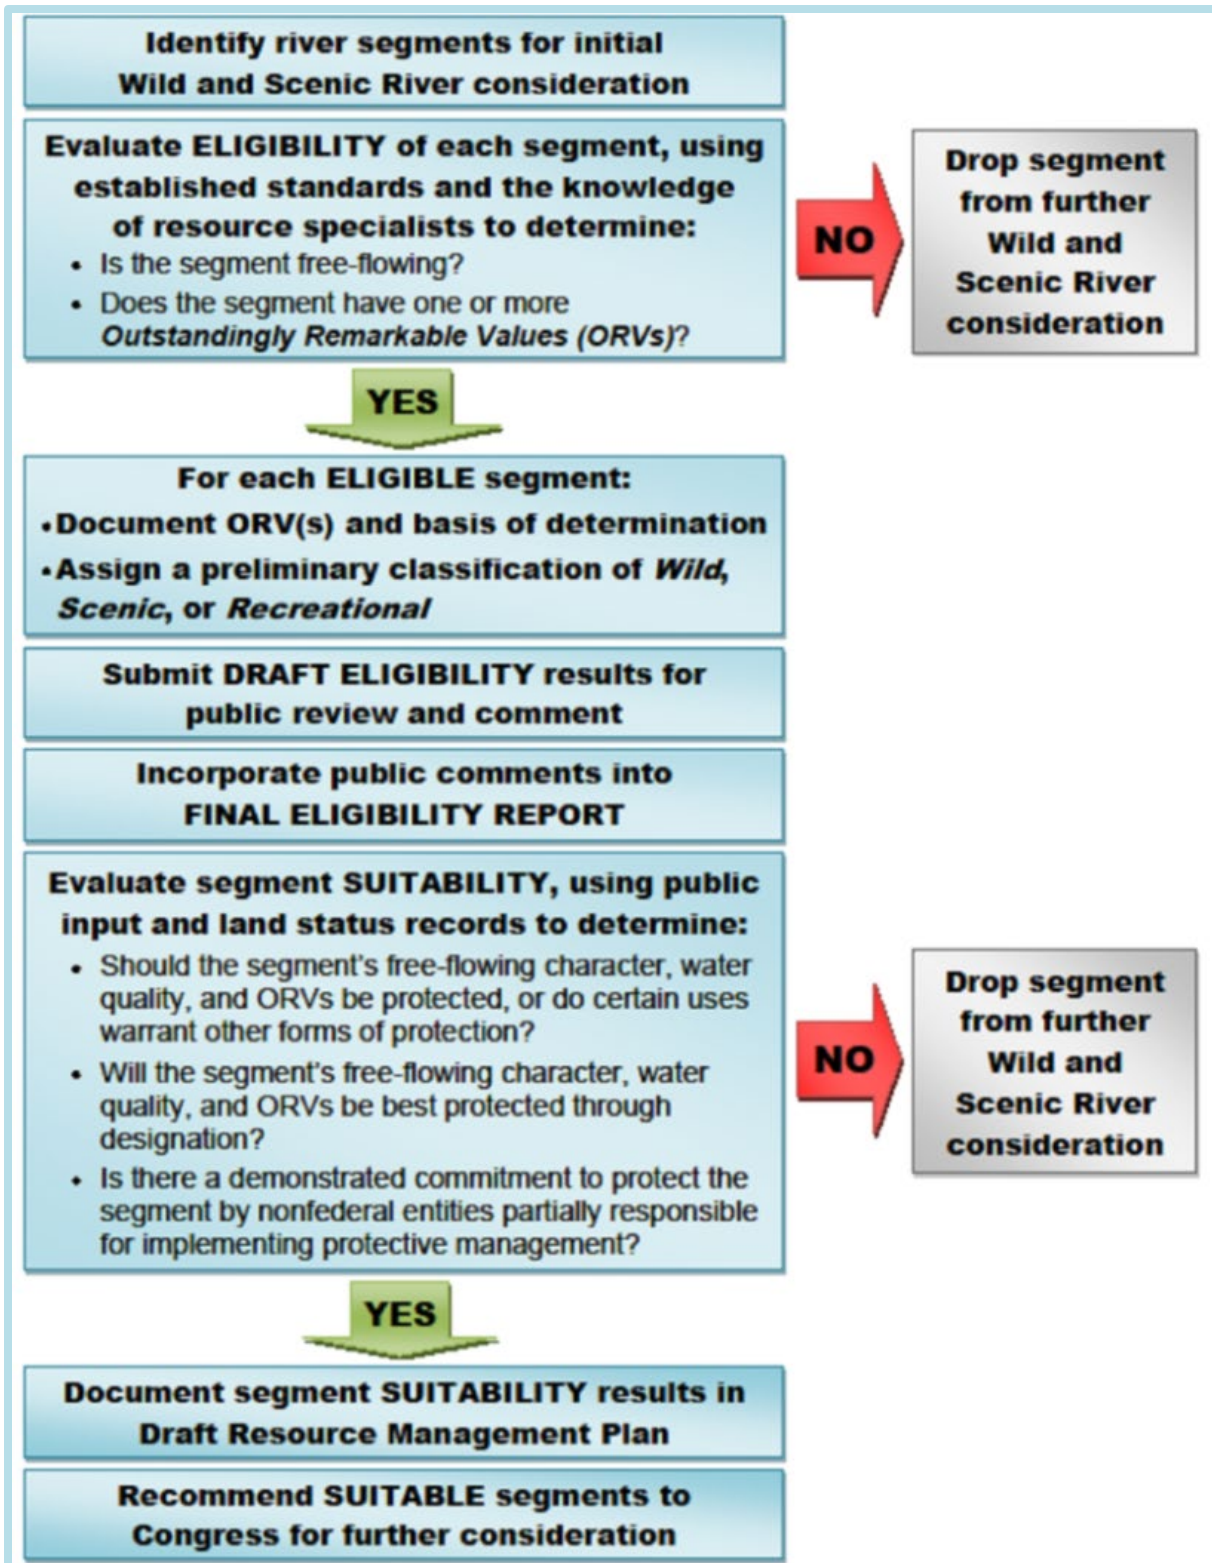 Identify river segments for initial
Wild and Scenic River consideration
Evaluate ELIGIBILITY of each segment, using
established standards and the knowledge
of resource specialists to determine:
• Is the segment free-flowing?
• Does the segment have one or more
Outstandingly Remarkable Values (ORVs)?
NO
Drop segment
from further
Wild and
Scenic River
consideration
YES
For each ELIGIBLE segment:
•Document ORV(s) and basis of determination
•Assign a preliminary classification of Wild,
Scenic, or Recreational
Submit DRAFT ELIGIBILITY results for
public review and comment
Incorporate public comments into
FINAL ELIGIBILITY REPORT
Evaluate segment SUITABILITY, using public
input and land status records to determine:
• Should the segment's free-flowing character, water
quality, and ORVs be protected, or do certain uses
warrant other forms of protection?
• Will the segment's free-flowing character, water
quality, and ORVs be best protected through
designation?
• Is there a demonstrated commitment to protect the
segment by nonfederal entities partially responsible
for implementing protective management?
NO
Drop segment
from further
Wild and
Scenic River
consideration
YES
Document segment SUITABILITY results in
Draft Resource Management Plan
Recommend SUITABLE segments to
Congress for further consideration